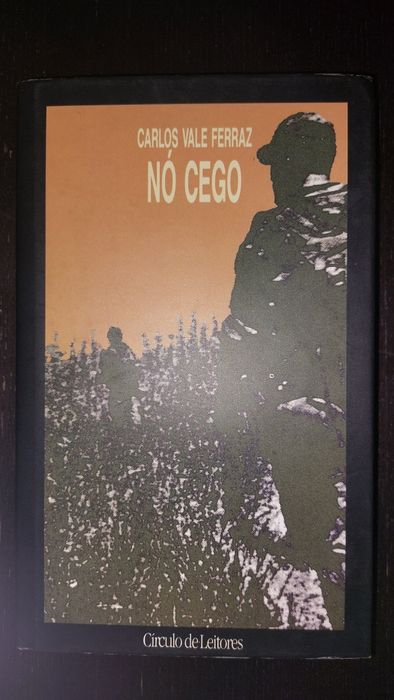 CARLOS VALE FERRAZ
NÓ CEGO
Círculo de Leitores